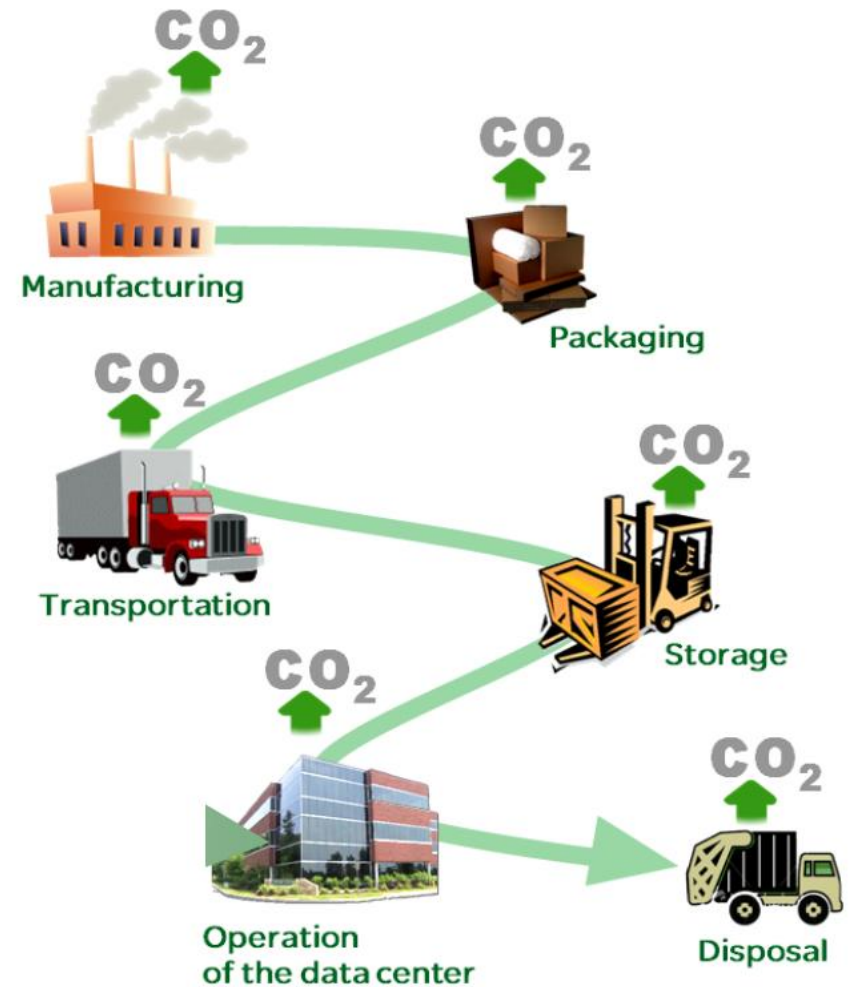 CO₂
Manufacturing
CO₂
Packaging
CO₂
Transportation
CO₂
Storage
CO₂
Operation
of the data center
CO₂
Disposal